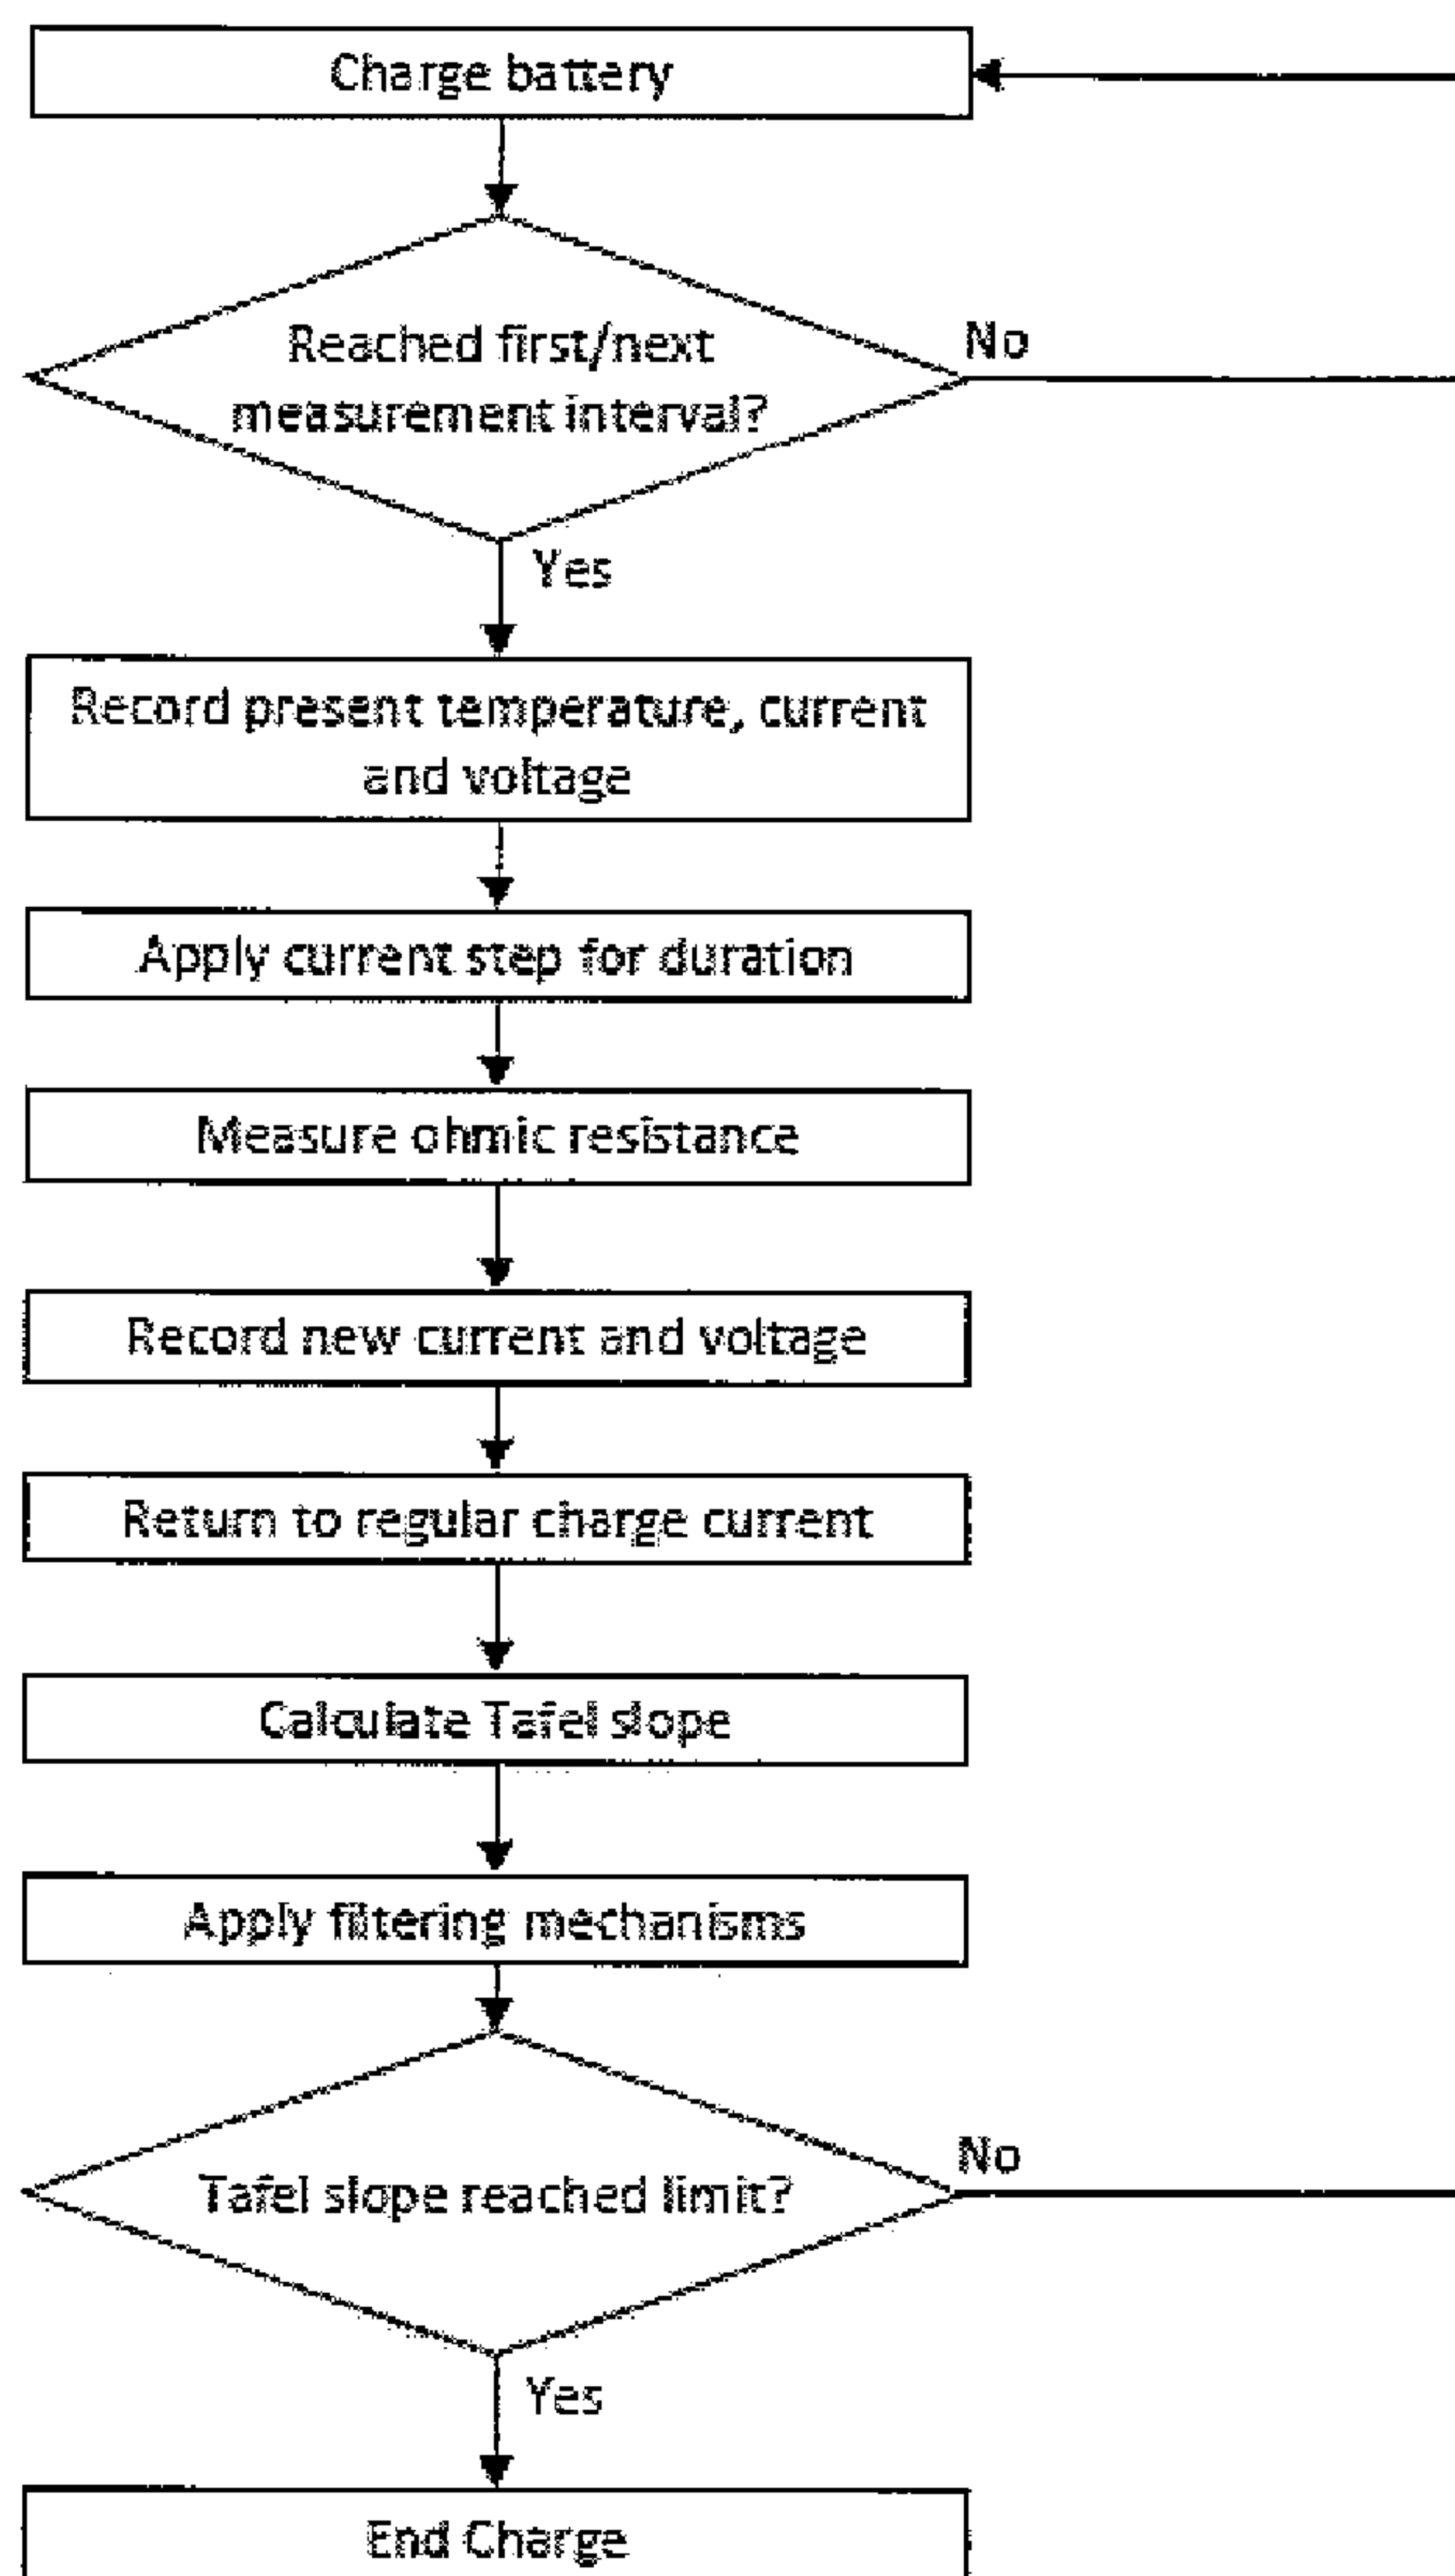 Charge battery
Reached first/next
measurement interval?
No
Yes
Record present temperature, current
and voltage
Apply current step for duration
Measure ohmic resistance
Record new current and voltage
Return to regular charge current
Calculate Tafel slope
Apply filtering mechanisms
Tafel slope reached limit?
No
Yes
End Charge